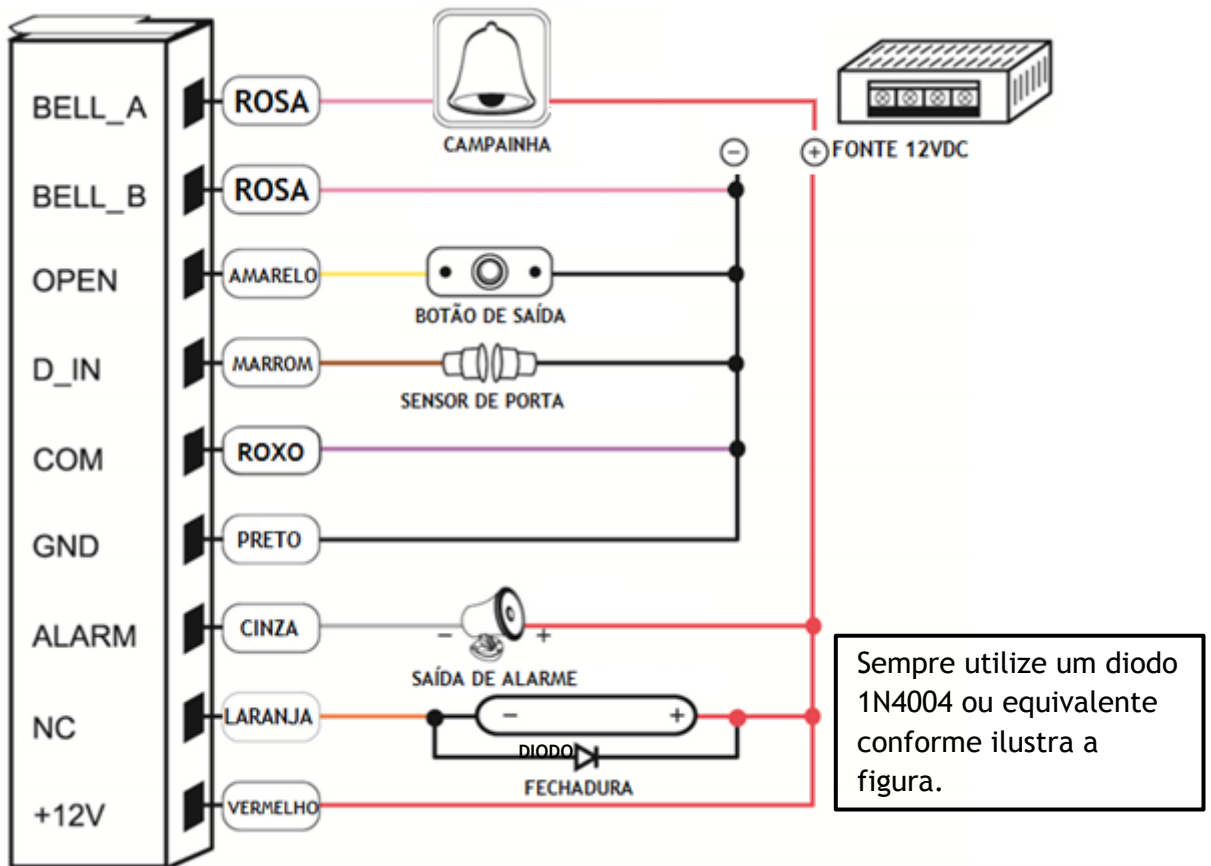 BELL_A
ROSA
CAMPAINHA
FONTE 12VDC
BELL_B
ROSA
OPEN
AMARELO
BOTÃO DE SAÍDA
D_IN
MARROM
SENSOR DE PORTA
COM
ROXO
GND
PRETO
ALARM
CINZA
SAÍDA DE ALARME
NC
LARANJA
DIODO
FECHADURA
+12V
VERMELHO
Sempre utilize um diodo
1N4004 ou equivalente
conforme ilustra a
figura.